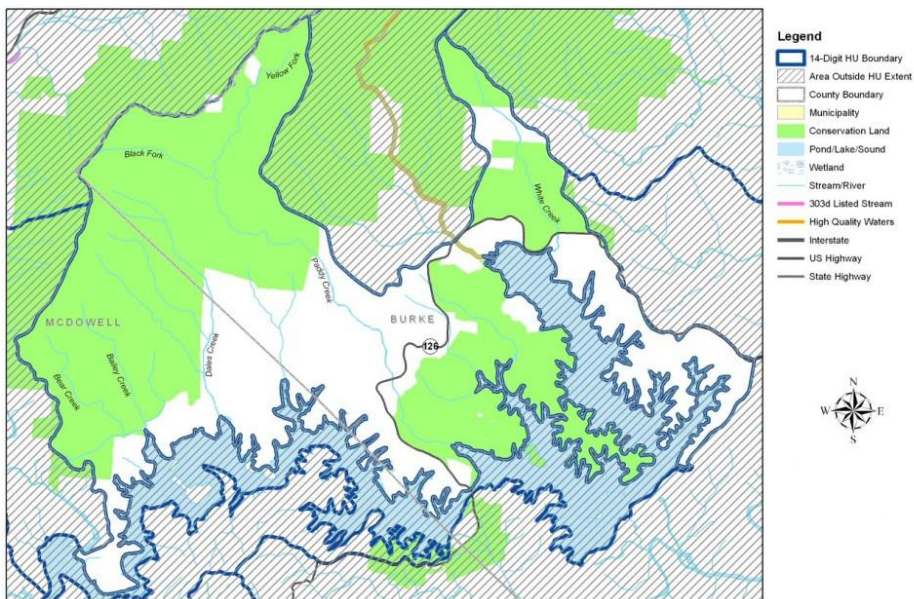 Yellow Fork
Black Fork
White Creek
Paddy Creek
MCDOWELL
BURKE
126
Dales Creek
Bailey Creek
Bear Creek
Legend
14-Digit HU Boundary
Area Outside HU Extent
County Boundary
Municipality
Conservation Land
Pond/Lake/Sound
Wetland
Stream/River
303d Listed Stream
High Quality Waters
Interstate
US Highway
State Highway
N
W E
S